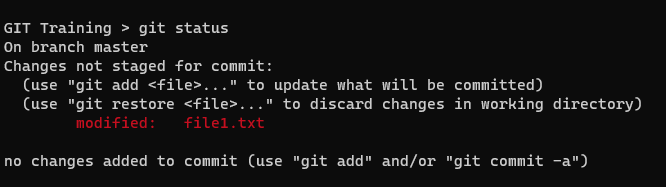 GIT Training > git status
On branch master
Changes not staged for commit:
  (use "git add <file>..." to update what will be committed)
  (use "git restore <file>..." to discard changes in working directory)
        modified:   file1.txt

no changes added to commit (use "git add" and/or "git commit -a")